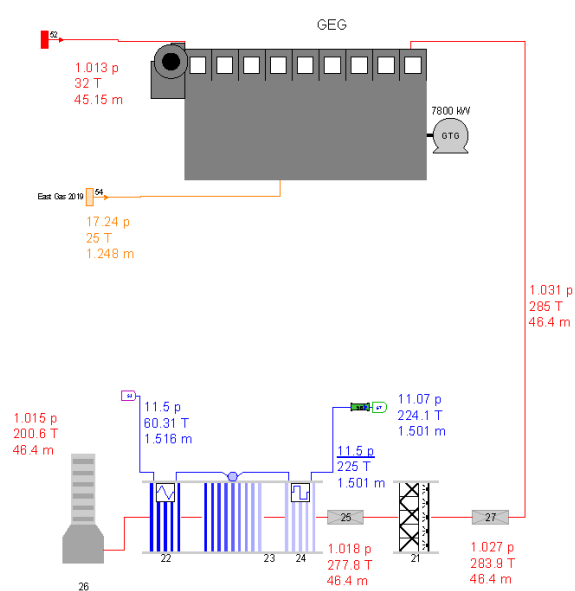 GEG
52
1.013 p
32 T
45.15 m
7800 kW
GTG
East Gas 2019
54
17.24 p
25 T
1.248 m
1.031 p
285 T
46.4 m
11.5 p
60.31 T
1.516 m
11.07 p
224.1 T
1.501 m
1.015 p
200.6 T
46.4 m
11.5 p
225 T
1.501 m
25
27
22
23
24
21
1.018 p
277.8 T
46.4 m
1.027 p
283.9 T
46.4 m
26